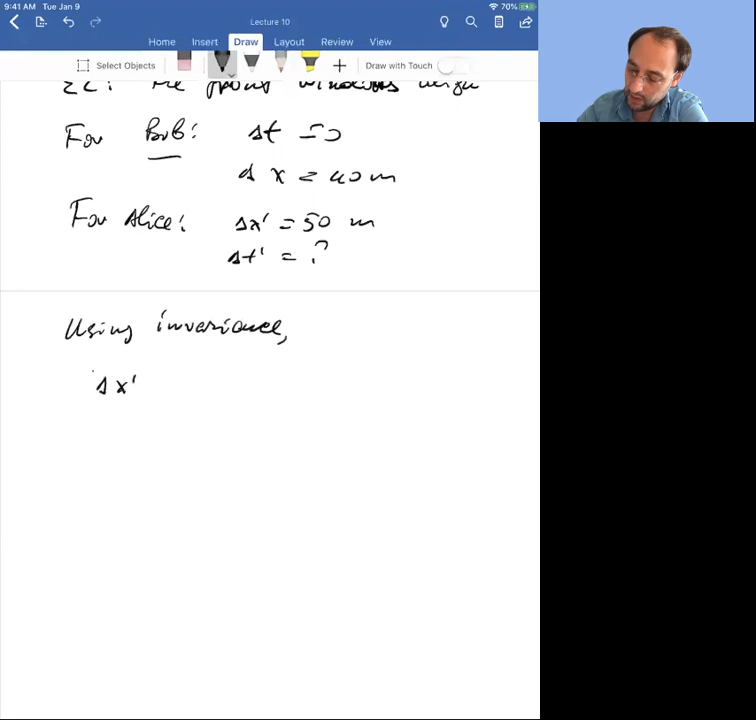 9:41 AM Tue Jan 9
70%
Lecture 10
Home Insert Draw Layout Review View
Select Objects
Draw with Touch
For Bob: Δt = 0
Δx = 40 m
For Alice: Δx' = 50 m
Δt' = ?
Using invariance,
Δx'